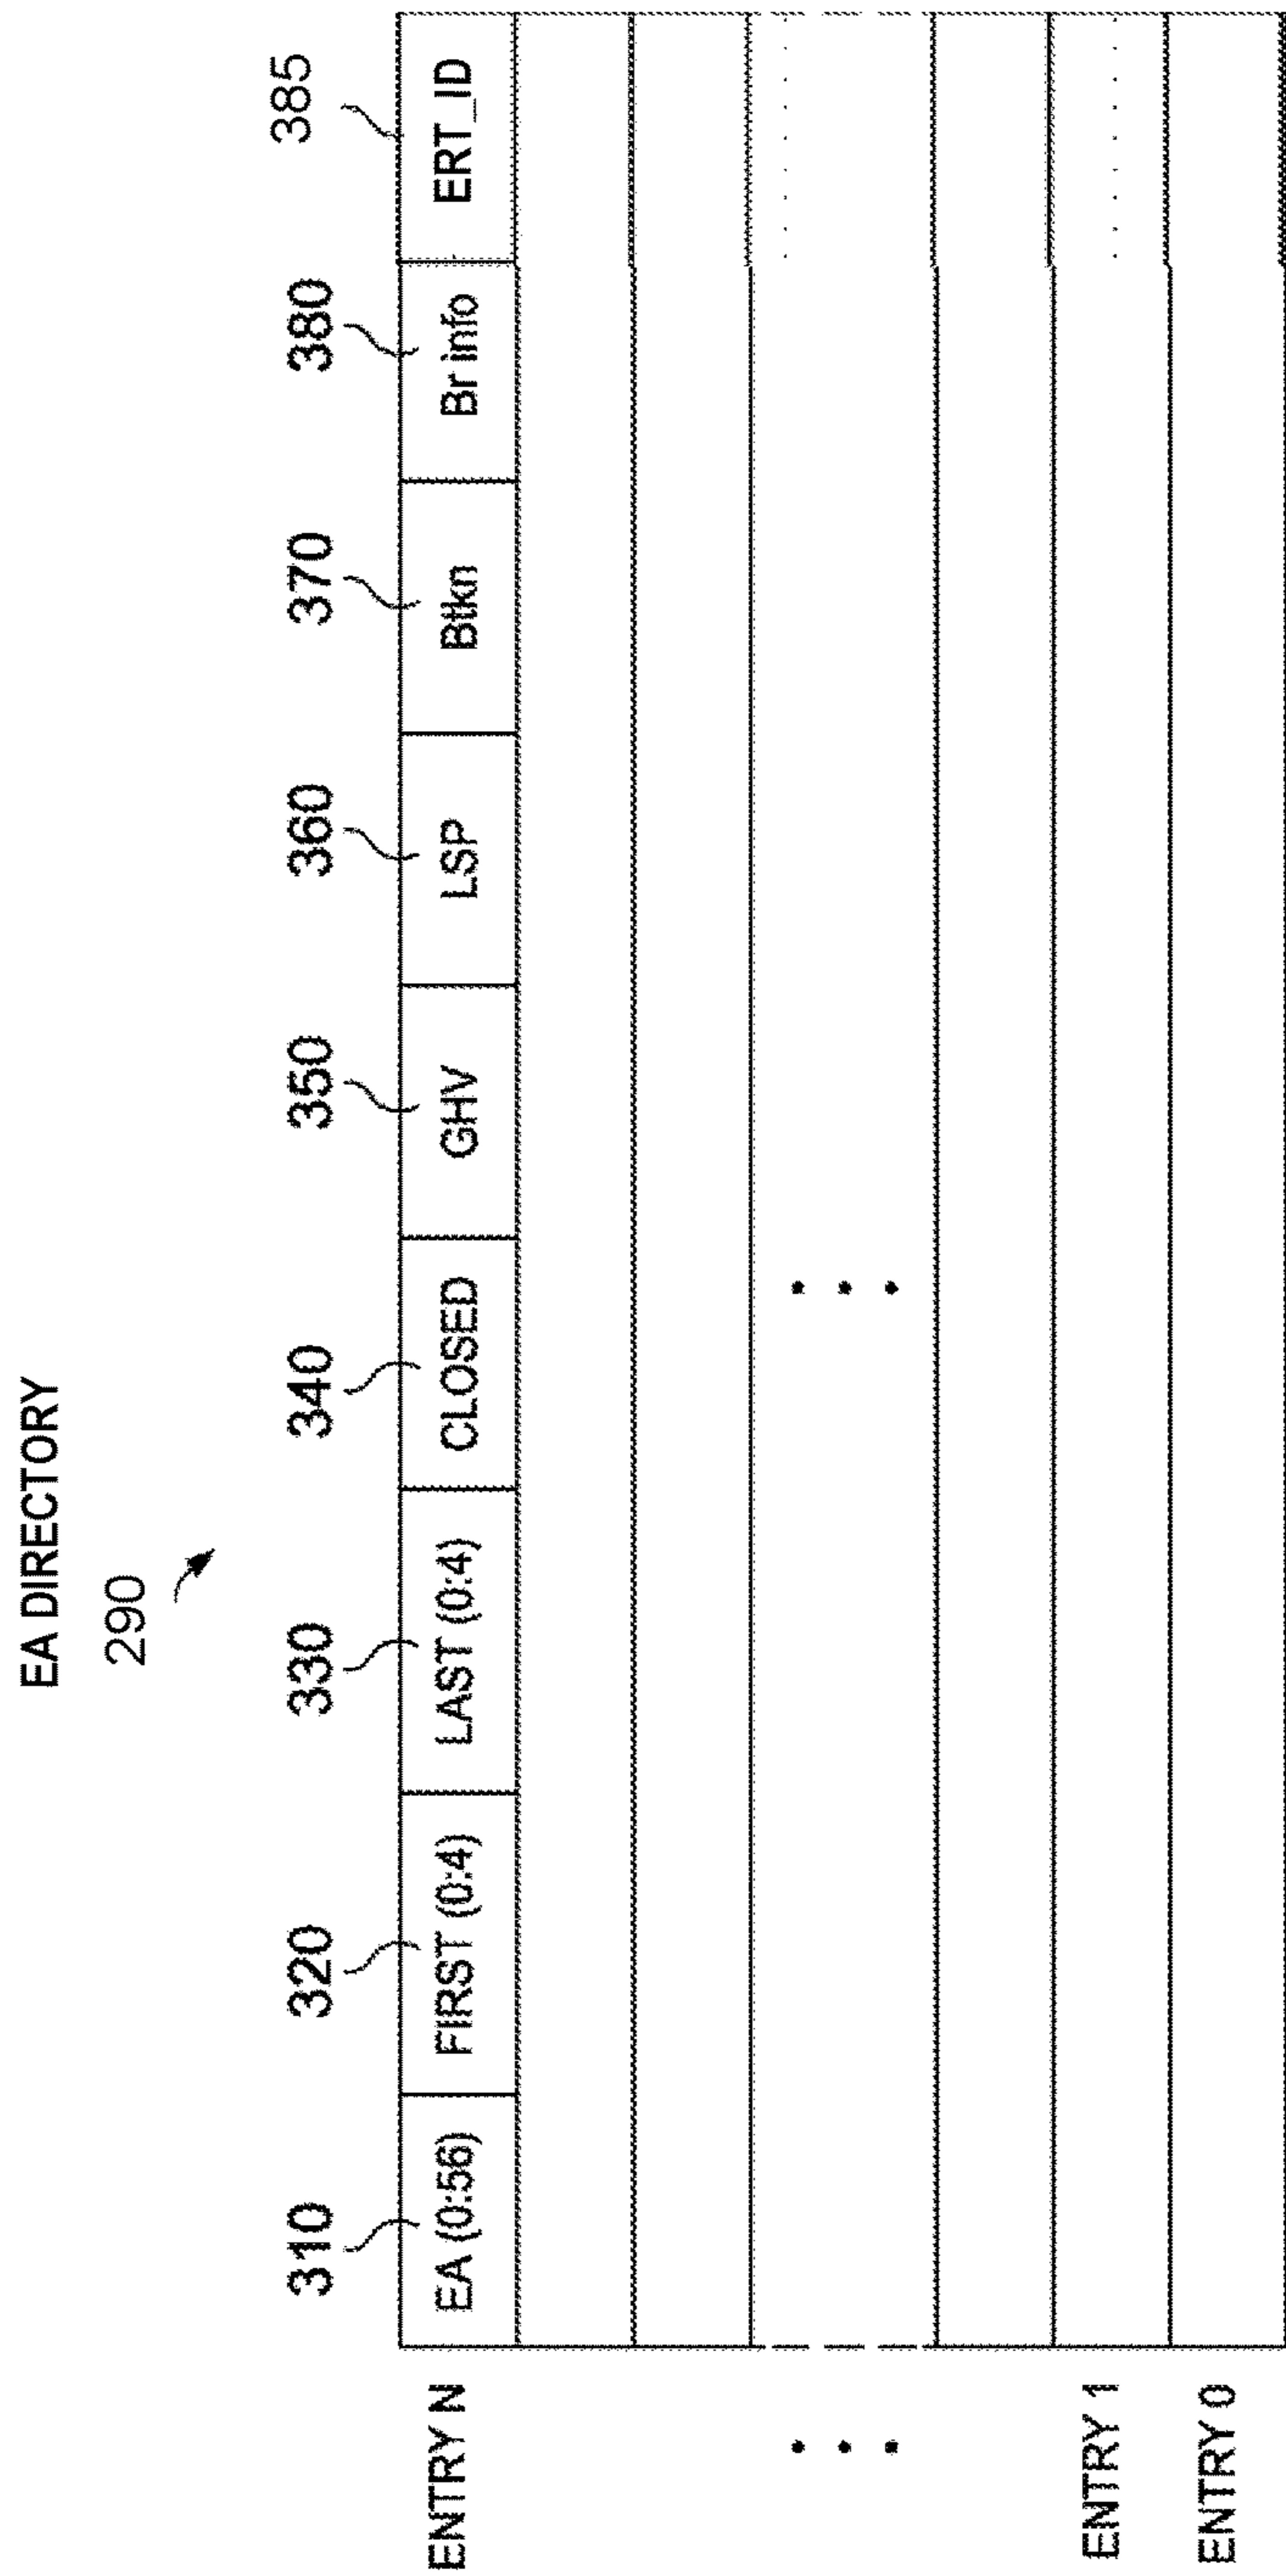 EA DIRECTORY
290
310 320 330 340 350 360 370 380 385
ENTRY N EA (0:56) FIRST (0:4) LAST (0:4) CLOSED GHV LSP Btkn Br info ERT_ID
ENTRY 1
ENTRY 0